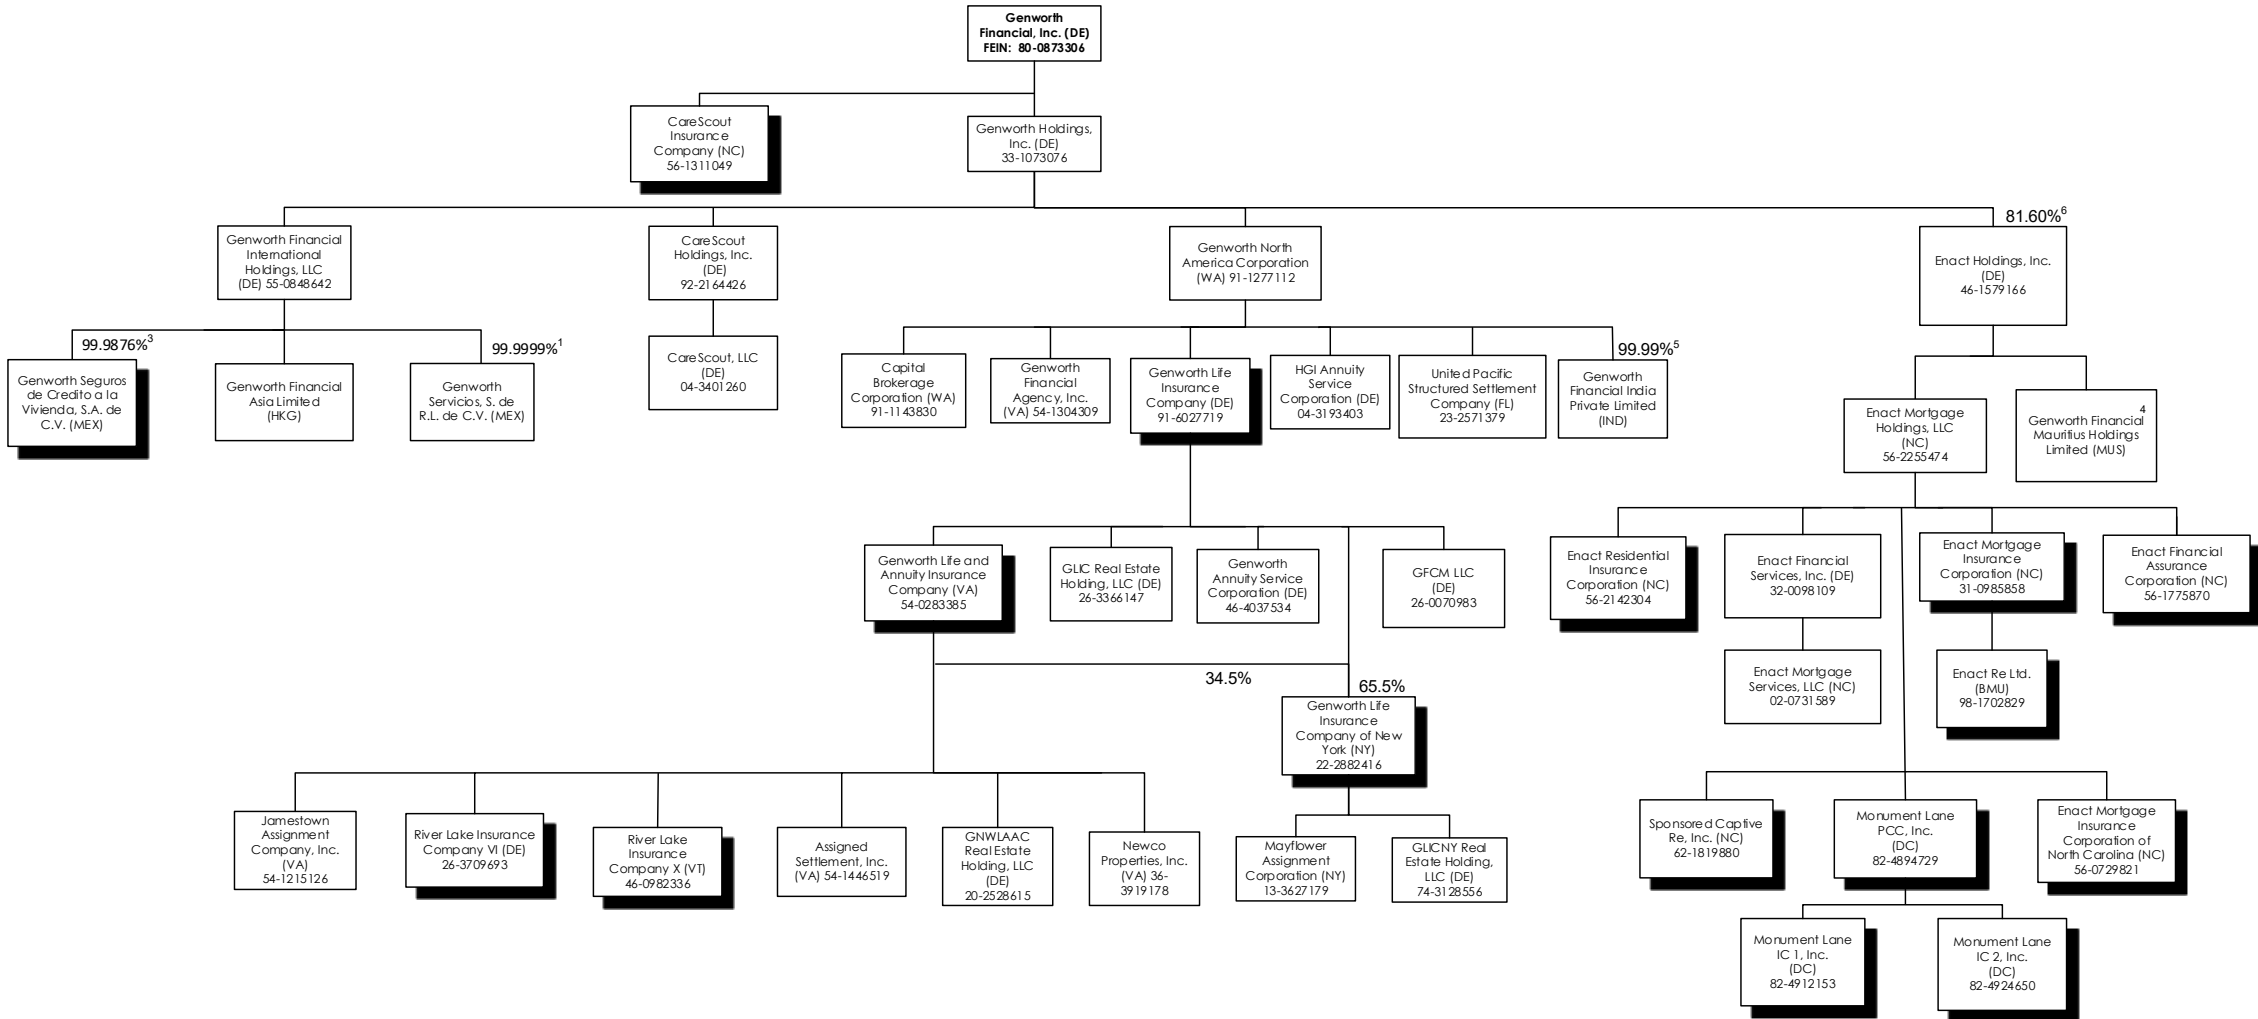 Genworth
Financial, Inc. (DE)
FEIN: 80-0873306
CareScout
Insurance
Company (NC)
56-1311049
Genworth Holdings,
Inc. (DE)
33-1073076
Genworth Financial
International
Holdings, LLC
(DE) 55-0848642
CareScout
Holdings, Inc.
(DE)
92-2164426
Genworth North
America Corporation
(WA) 91-1277112
81.60%6
Enact Holdings, Inc.
(DE)
46-1579166
99.9876%3
Genworth Seguros
de Credito a la
Vivienda, S.A. de
C.V. (MEX)
Genworth Financial
Asia Limited
(HKG)
99.9999%1
Genworth
Servicios, S. de
R.L. de C.V. (MEX)
CareScout, LLC
(DE)
04-3401260
Capital
Brokerage
Corporation (WA)
91-1143830
Genworth
Financial
Agency, Inc.
(VA) 54-1304309
Genworth Life
Insurance
Company (DE)
91-6027719
HGI Annuity
Service
Corporation (DE)
04-3193403
United Pacific
Structured Settlement
Company (FL)
23-2571379
99.99%5
Genworth
Financial India
Private Limited
(IND)
Enact Mortgage
Holdings, LLC
(NC)
56-2255474
4
Genworth Financial
Mauritius Holdings
Limited (MUS)
Genworth Life and
Annuity Insurance
Company (VA)
54-0283385
GLIC Real Estate
Holding, LLC (DE)
26-3366147
Genworth
Annuity Service
Corporation (DE)
46-4037534
GFCM LLC
(DE)
26-0070983
Enact Residential
Insurance
Corporation (NC)
56-2142304
Enact Financial
Services, Inc. (DE)
32-0098109
Enact Mortgage
Insurance
Corporation (NC)
31-0985858
Enact Financial
Assurance
Corporation (NC)
56-1775870
34.5%
65.5%
Genworth Life
Insurance
Company of New
York (NY)
22-2882416
Enact Mortgage
Services, LLC (NC)
02-0731589
Enact Re Ltd.
(BMU)
98-1702829
Jamestown
Assignment
Company, Inc.
(VA)
54-1215126
River Lake Insurance
Company VI (DE)
26-3709693
River Lake
Insurance
Company X (VT)
46-0982336
Assigned
Settlement, Inc.
(VA) 54-1446519
GNWLAAC
Real Estate
Holding, LLC
(DE)
20-2528615
Newco
Properties, Inc.
(VA) 36-
3919178
Mayflower
Assignment
Corporation (NY)
13-3627179
GLICNY Real
Estate Holding,
LLC (DE)
74-3128556
Sponsored Captive
Re, Inc. (NC)
62-1819880
Monument Lane
PCC, Inc.
(DC)
82-4894729
Enact Mortgage
Insurance
Corporation of
North Carolina (NC)
56-0729821
Monument Lane
IC 1, Inc.
(DC)
82-4912153
Monument Lane
IC 2, Inc.
(DC)
82-4924650